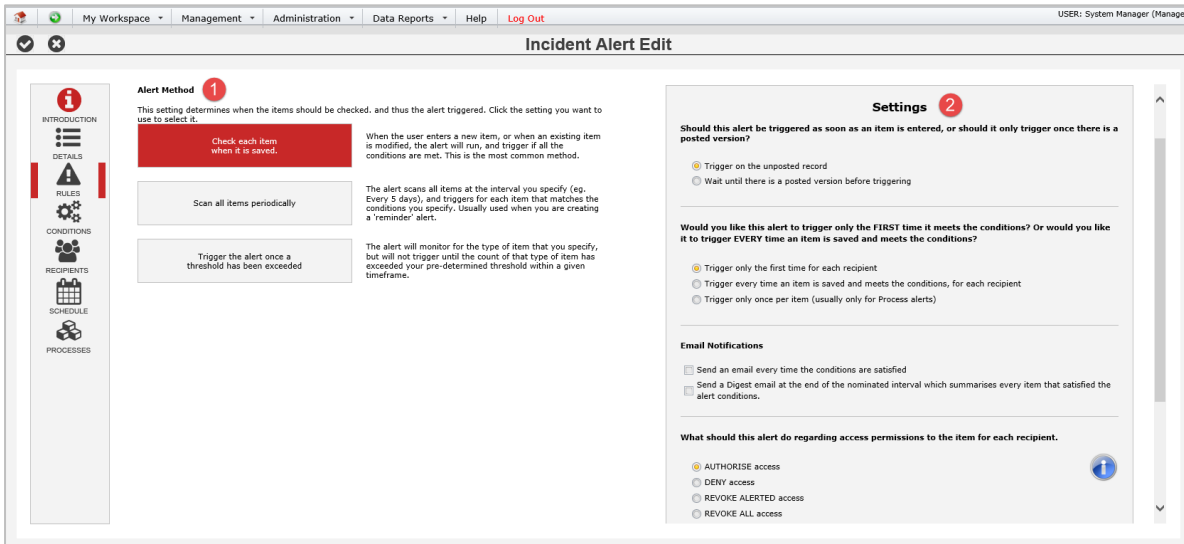 My Workspace
Management
Administration
Data Reports
Help
Log Out
USER: System Manager (Manage
Incident Alert Edit
INTRODUCTION
DETAILS
RULES
CONDITIONS
RECIPIENTS
SCHEDULE
PROCESSES
Alert Method 1
This setting determines when the items should be checked. and thus the alert triggered. Click the setting you want to
use to select it.
Check each item
when it is saved.
When the user enters a new item, or when an existing item
is modified, the alert will run, and trigger if all the
conditions are met. This is the most common method.
Scan all items periodically
The alert scans all items at the interval you specify (eg.
Every 5 days), and triggers for each item that matches the
conditions you specify. Usually used when you are creating
a 'reminder' alert.
Trigger the alert once a
threshold has been exceeded
The alert will monitor for the type of item that you specify,
but will not trigger until the count of that type of item has
exceeded your pre-determined threshold within a given
timeframe.
Settings 2
Should this alert be triggered as soon as an item is entered, or should it only trigger once there is a
posted version?
Trigger on the unposted record
Wait until there is a posted version before triggering
Would you like this alert to trigger only the FIRST time it meets the conditions? Or would you like
it to trigger EVERY time an item is saved and meets the conditions?
Trigger only the first time for each recipient
Trigger every time an item is saved and meets the conditions, for each recipient
Trigger only once per item (usually only for Process alerts)
Email Notifications
Send an email every time the conditions are satisfied
Send a Digest email at the end of the nominated interval which summarises every item that satisfied the
alert conditions.
What should this alert do regarding access permissions to the item for each recipient.
AUTHORISE access
DENY access
REVOKE ALERTED access
REVOKE ALL access